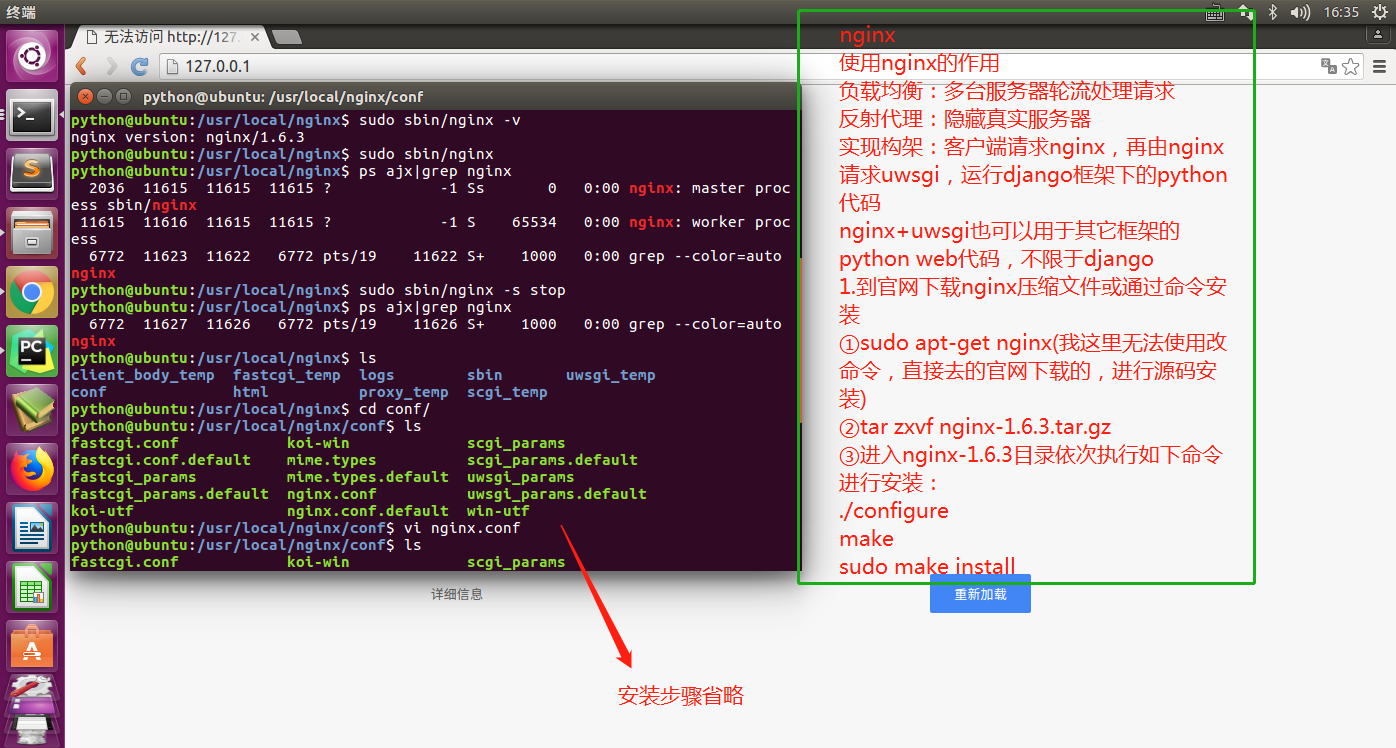 终端
16:35
无法访问 http://127.
127.0.0.1
python@ubuntu: /usr/local/nginx/conf
python@ubuntu:/usr/local/nginx$ sudo sbin/nginx -v
nginx version: nginx/1.6.3
python@ubuntu:/usr/local/nginx$ sudo sbin/nginx
python@ubuntu:/usr/local/nginx$ ps ajx|grep nginx
2036 11615 11615 11615 ? -1 Ss 0 0:00 nginx: master proc
ess sbin/nginx
11615 11616 11615 11615 ? -1 S 65534 0:00 nginx: worker proc
ess
6772 11623 11622 6772 pts/19 11622 S+ 1000 0:00 grep --color=auto
nginx
python@ubuntu:/usr/local/nginx$ sudo sbin/nginx -s stop
python@ubuntu:/usr/local/nginx$ ps ajx|grep nginx
6772 11627 11626 6772 pts/19 11626 S+ 1000 0:00 grep --color=auto
nginx
python@ubuntu:/usr/local/nginx$ ls
client_body_temp fastcgi_temp logs sbin uwsgi_temp
conf html proxy_temp scgi_temp
python@ubuntu:/usr/local/nginx$ cd conf/
python@ubuntu:/usr/local/nginx/conf$ ls
fastcgi.conf koi-win scgi_params
fastcgi.conf.default mime.types scgi_params.default
fastcgi_params mime.types.default uwsgi_params
fastcgi_params.default nginx.conf uwsgi_params.default
koi-utf nginx.conf.default win-utf
python@ubuntu:/usr/local/nginx/conf$ vi nginx.conf
python@ubuntu:/usr/local/nginx/conf$ ls
fastcgi.conf koi-win scgi_params
nginx
使用nginx的作用
负载均衡：多台服务器轮流处理请求
反射代理：隐藏真实服务器
实现构架：客户端请求nginx，再由nginx
请求uwsgi，运行django框架下的python
代码
nginx+uwsgi也可以用于其它框架的
python web代码，不限于django
1.到官网下载nginx压缩文件或通过命令安
装
①sudo apt-get nginx(我这里无法使用改
命令，直接去的官网下载的，进行源码安
装)
②tar zxvf nginx-1.6.3.tar.gz
③进入nginx-1.6.3目录依次执行如下命令
进行安装：
./configure
make
sudo make install
详细信息
重新加载
安装步骤省略